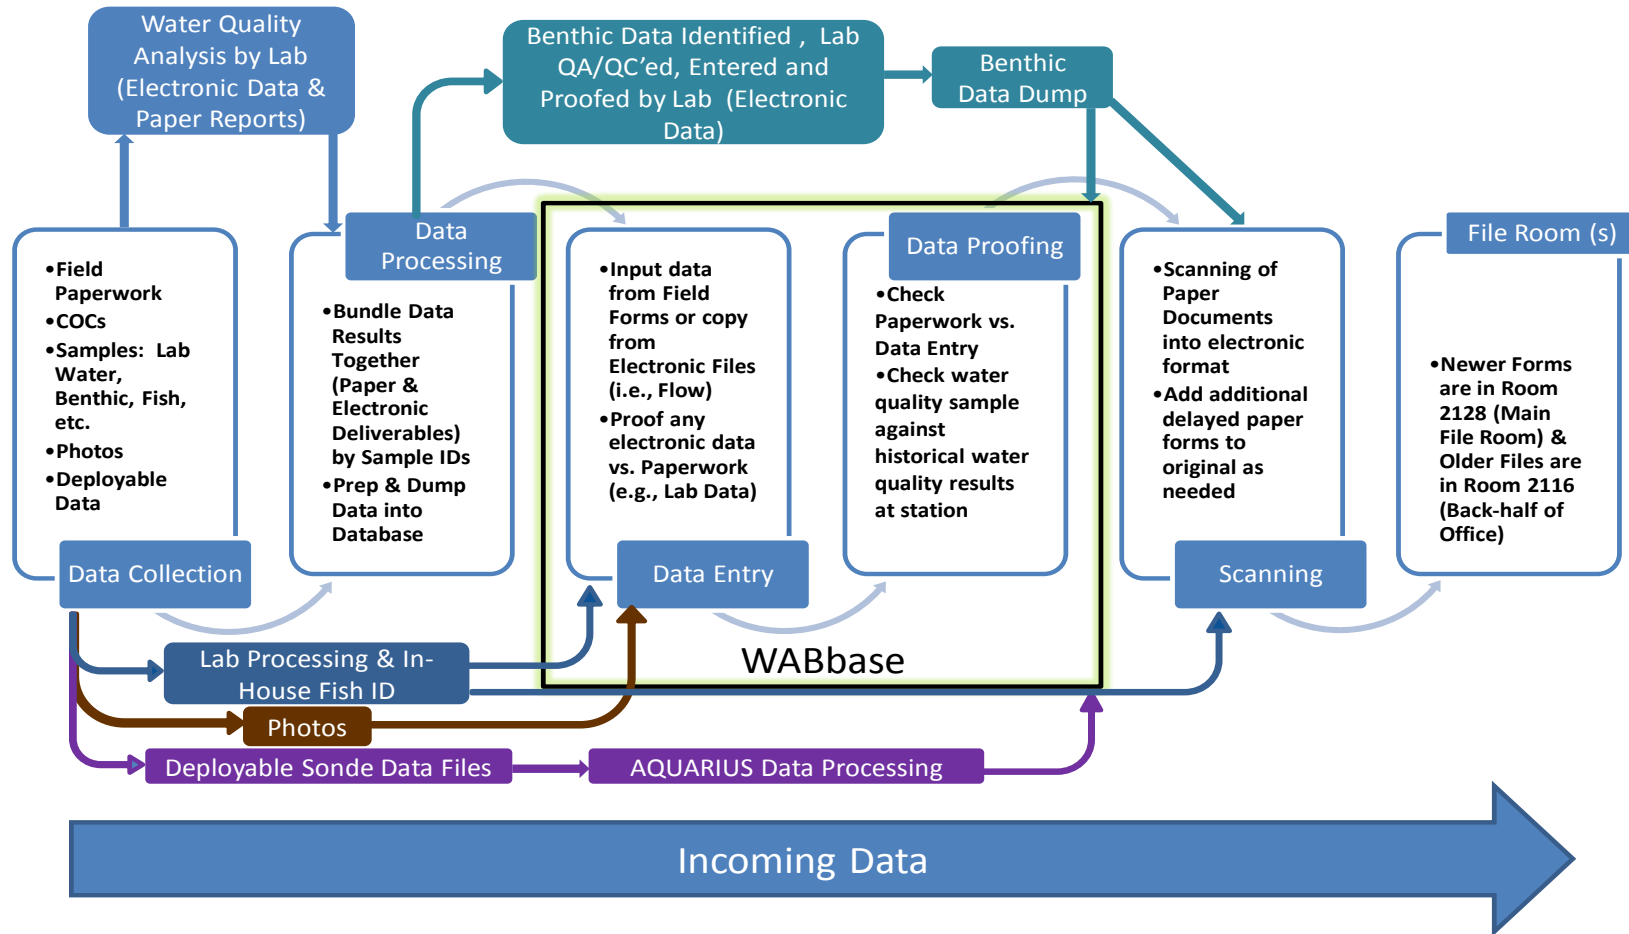 Water Quality
Analysis by Lab
(Electronic Data &
Paper Reports)
Benthic Data Identified , Lab
QA/QC’ed, Entered and
Proofed by Lab (Electronic
Data)
Benthic
Data Dump
•Field
Paperwork
•COCs
•Samples: Lab
Water,
Benthic, Fish,
etc.
•Photos
•Deployable
Data
Data Collection
Data
Processing
•Bundle Data
Results
Together
(Paper &
Electronic
Deliverables)
by Sample IDs
•Prep & Dump
Data into
Database
•Input data
from Field
Forms or copy
from
Electronic Files
(i.e., Flow)
•Proof any
electronic data
vs. Paperwork
(e.g., Lab Data)
Data Entry
Data Proofing
•Check
Paperwork vs.
Data Entry
•Check water
quality sample
against
historical water
quality results
at station
•Scanning of
Paper
Documents
into electronic
format
•Add additional
delayed paper
forms to
original as
needed
Scanning
File Room (s)
•Newer Forms
are in Room
2128 (Main
File Room) &
Older Files are
in Room 2116
(Back-half of
Office)
WABbase
Lab Processing & In-
House Fish ID
Photos
Deployable Sonde Data Files
AQUARIUS Data Processing
Incoming Data